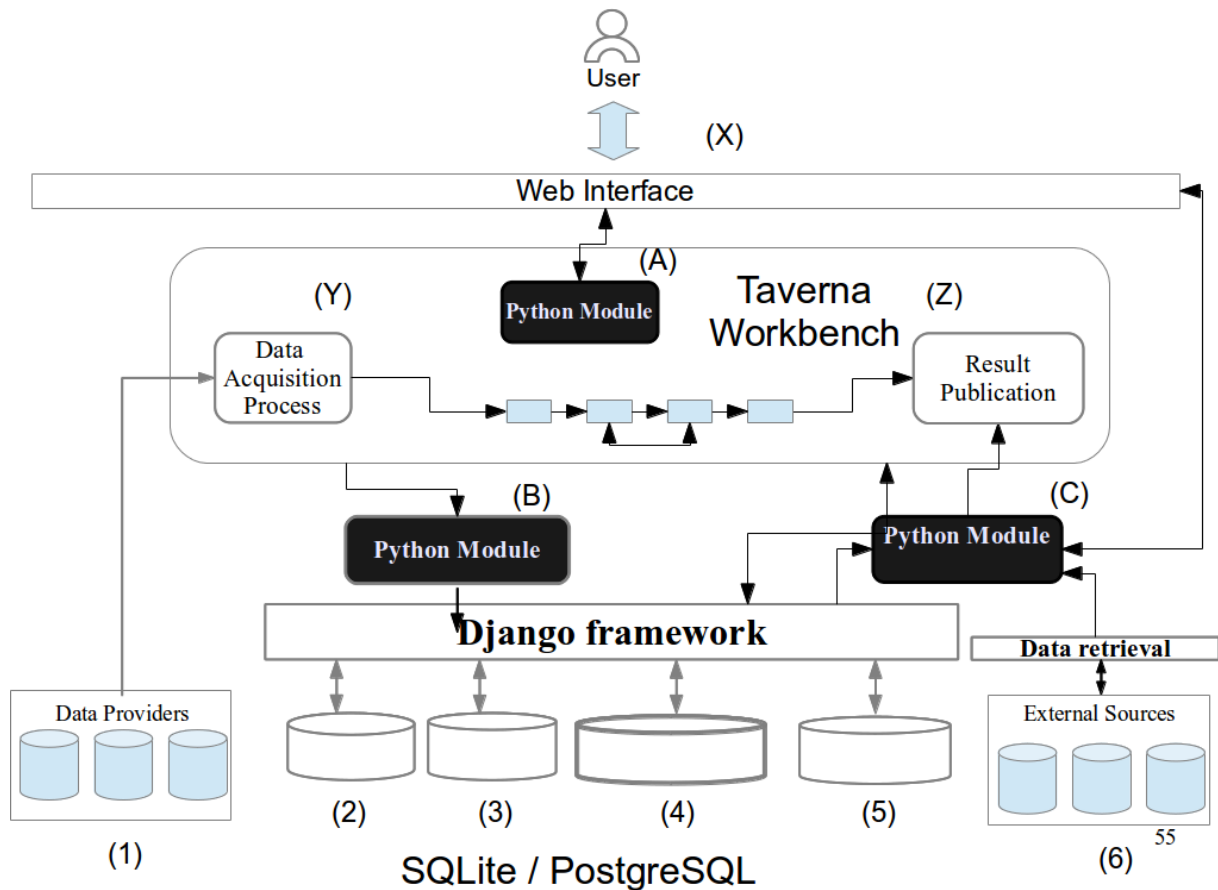 User
(X)
Web Interface
(A)
(Y)
Python Module
Taverna
Workbench
(Z)
Data
Acquisition
Process
Result
Publication
(B)
Python Module
(C)
Python Module
Django framework
Data retrieval
Data Providers
External Sources
(1)
(2)
(3)
(4)
(5)
55
(6)
SQLite / PostgreSQL